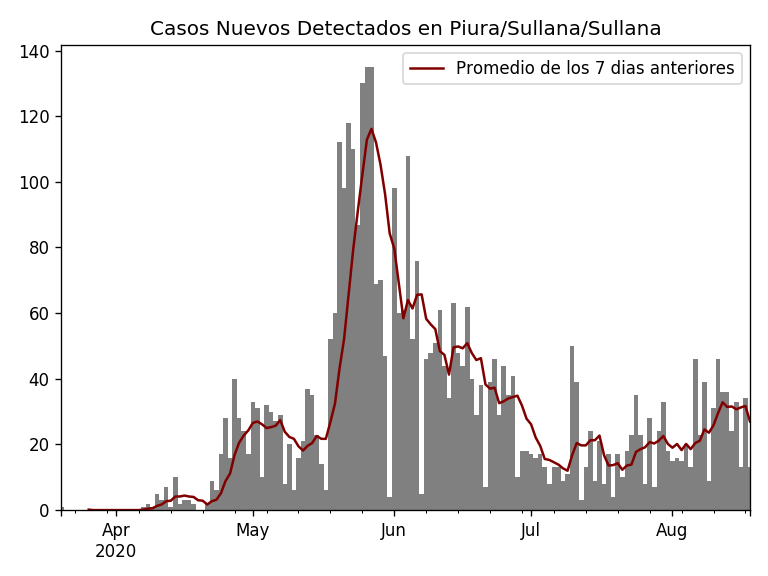 Casos Nuevos Detectados en Piura/Sullana/Sullana
Promedio de los 7 dias anteriores
140
120
100
80
60
40
20
0
Apr
2020
May
Jun
Jul
Aug